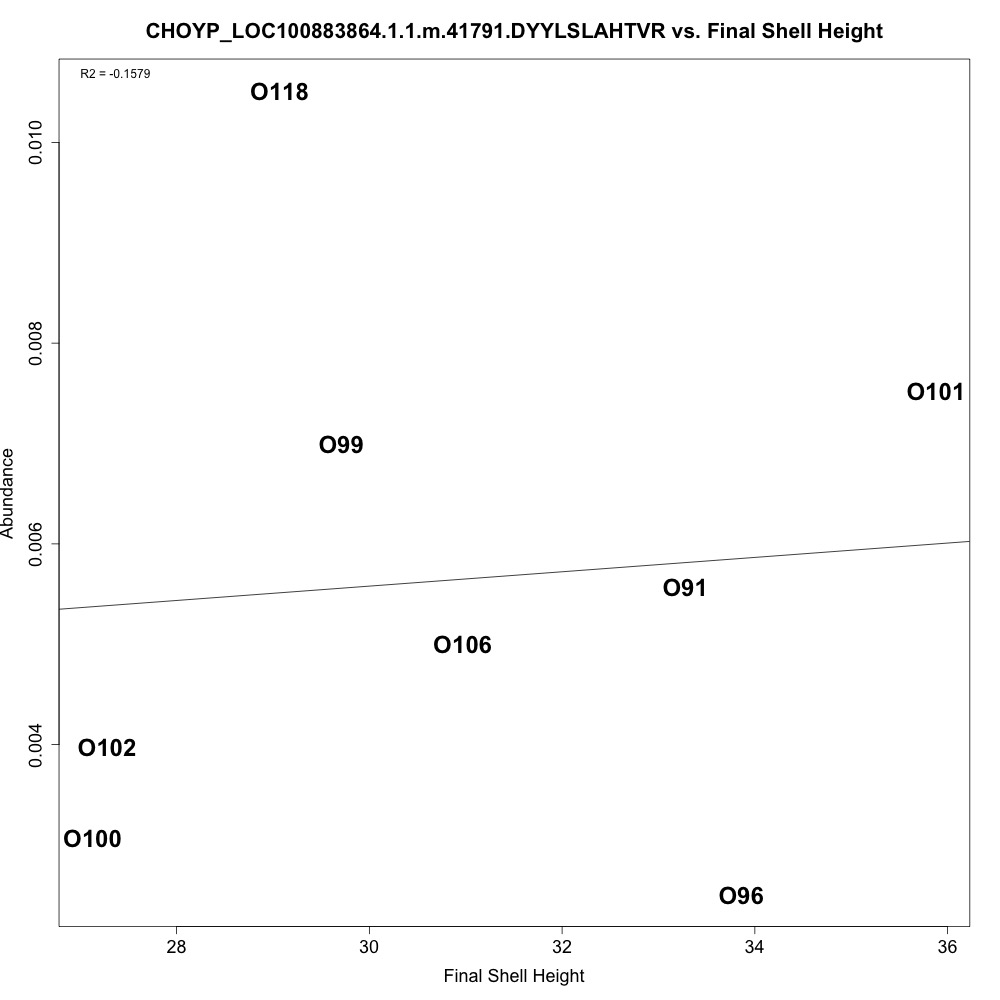 CHOYP_LOC100883864.1.1.m.41791.DYYLSLAHTVR vs. Final Shell Height
R2 = -0.1579
O118
0.010
0.008
O101
O99
Abundance
0.006
O91
O106
0.004
O102
O100
O96
28 30 32 34 36
Final Shell Height